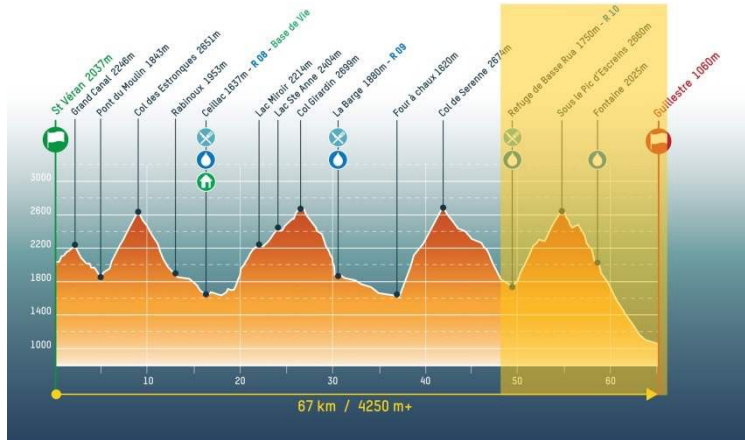 St Véran 2037m
Grand Canal 2246m
Pont du Moulin 1843m
Col des Estronques 2651m
Rabinoux 1953m
Ceillac 1637m - R 08 - Base de Vie
Lac Miroir 2214m
Lac Ste Anne 2404m
Col Girardin 2699m
La Barge 1880m - R 09
Four à chaux 1620m
Col de Serenne 2674m
Refuge de Basse Rua 1750m - R 10
Sous le Pic d'Escreins 2660m
Fontaine 2025m
Guillestre 1060m
3000
2600
2200
1800
1400
1000
10
20
30
40
50
60
67 km / 4250 m+